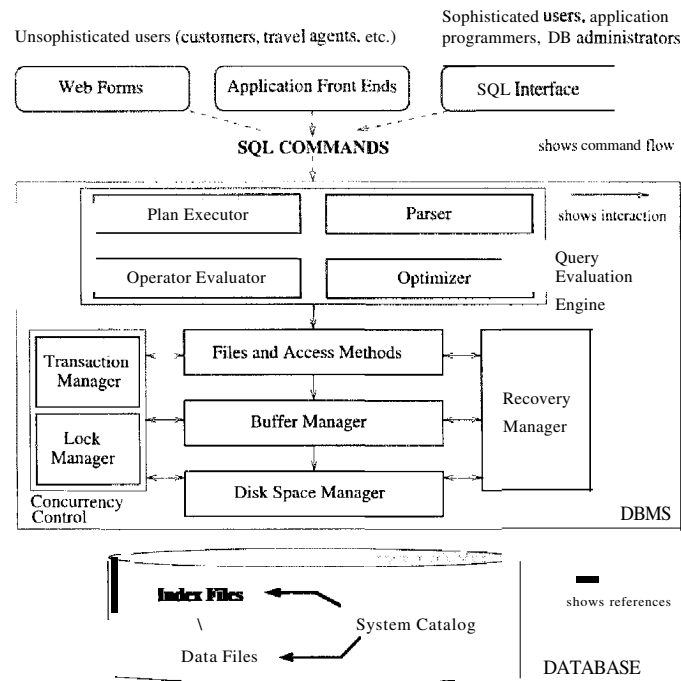 Sophisticated users, application
programmers, DB administrators
Unsophisticated users (customers, travel agents, etc.)
Web Forms
Application Front Ends
SQL Interface
SQL COMMANDS
shows command flow
Plan Executor
Parser
shows interaction
Operator Evaluator
Optimizer
Query
Evaluation
Engine
Transaction
Manager
Files and Access Methods
Recovery
Manager
Buffer Manager
Lock
Manager
Disk Space Manager
Concurrency
Control
DBMS
Index Files
shows references
\
System Catalog
Data Files
DATABASE